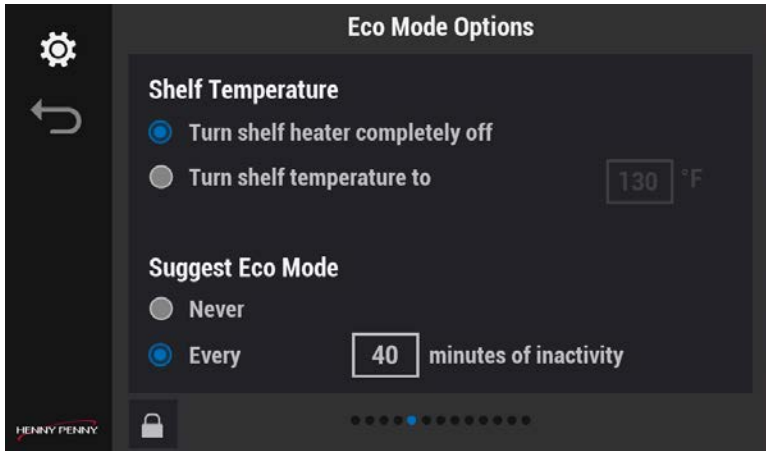 Eco Mode Options
Shelf Temperature
Turn shelf heater completely off
Turn shelf temperature to 130 °F
Suggest Eco Mode
Never
Every 40 minutes of inactivity
HENNY PENNY